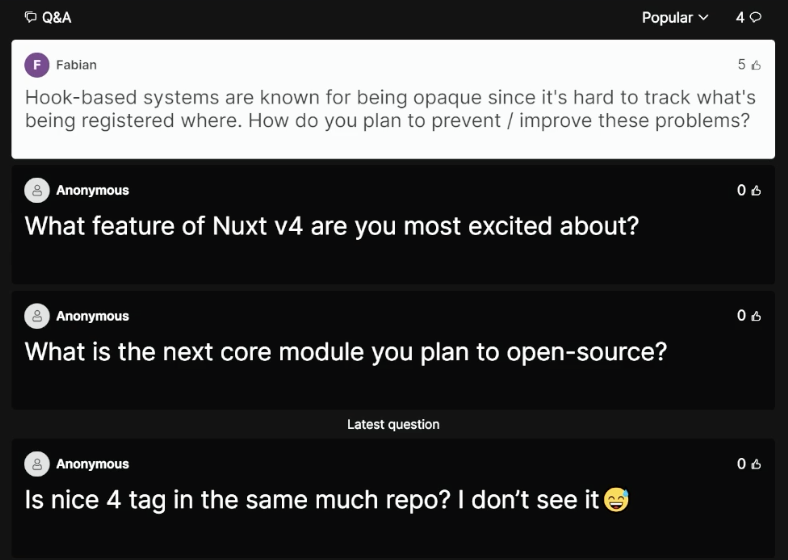 Q&A
Popular
4
F
Fabian
5
Hook-based systems are known for being opaque since it's hard to track what's
being registered where. How do you plan to prevent / improve these problems?
Anonymous
0
What feature of Nuxt v4 are you most excited about?
Anonymous
0
What is the next core module you plan to open-source?
Latest question
Anonymous
0
Is nice 4 tag in the same much repo? I don’t see it😅